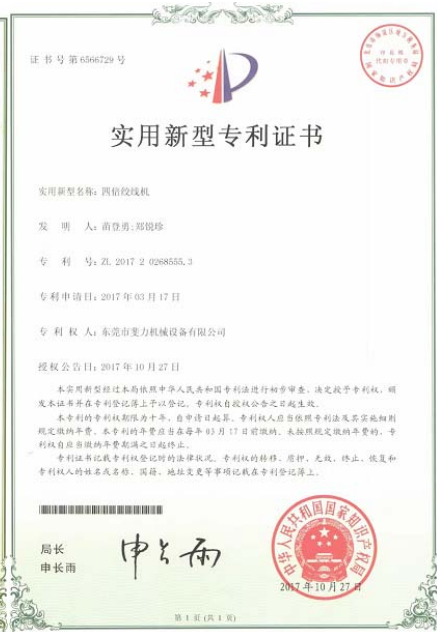 证书号第6566729号
实用新型专利证书
实用新型名称：四倍绞线机
发 明 人：苗登勇；郑锐珍
专 利 号：ZL 2017 2 0268555.3
专利申请日：2017年03月17日
专 利 权 人：东莞市斐力机械设备有限公司
授权公告日：2017年10月27日
本实用新型经过本局依照中华人民共和国专利法进行初步审查，决定授予专利权，颁
发本证书并在专利登记簿上予以登记。专利权自授权公告之日起生效。
本专利的专利权期限为十年，自申请日起算。专利权人应当依照专利法及其实施细则
规定缴纳年费。本专利的年费应当在每年03月17日前缴纳。未按照规定缴纳年费的，专
利权自应当缴纳年费期满之日起终止。
专利证书记载专利权登记时的法律状况。专利权的转移、质押、无效、终止、恢复和
专利权人的姓名或名称、国籍、地址变更等事项记载在专利登记簿上。
局长
申长雨
申长雨
中华人民共和国国家知识产权局
2017年10月27日
第 1 页 (共 1 页)